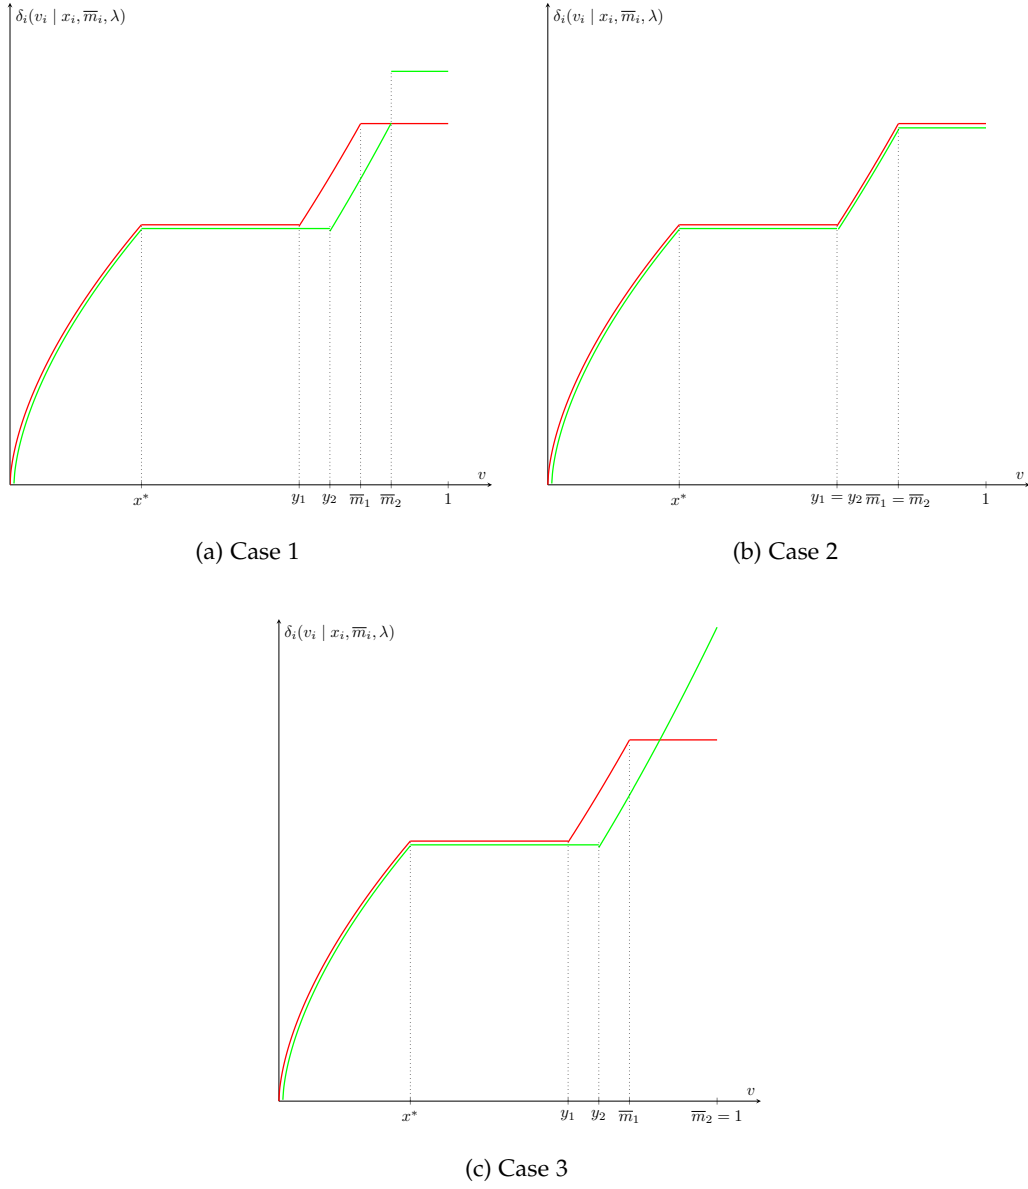 δᵢ(vᵢ | xᵢ, m̅ᵢ, λ)
v
x* y₁ y₂ m̅₁ m̅₂ 1
(a) Case 1
δᵢ(vᵢ | xᵢ, m̅ᵢ, λ)
v
x* y₁ = y₂ m̅₁ = m̅₂ 1
(b) Case 2
δᵢ(vᵢ | xᵢ, m̅ᵢ, λ)
v
x* y₁ y₂ m̅₁ m̅₂ = 1
(c) Case 3